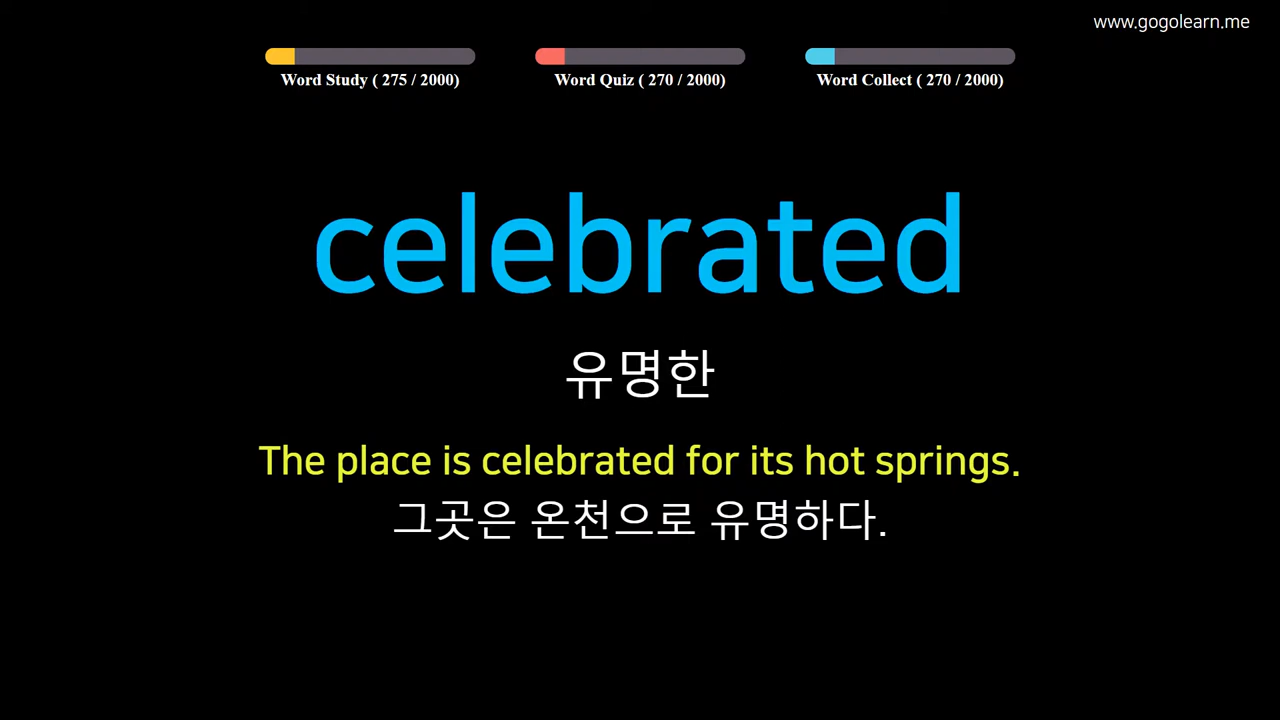 www.gogolearn.me
Word Study ( 275 / 2000)
Word Quiz ( 270 / 2000)
Word Collect ( 270 / 2000)
celebrated
유명한
The place is celebrated for its hot springs.
그곳은 온천으로 유명하다.